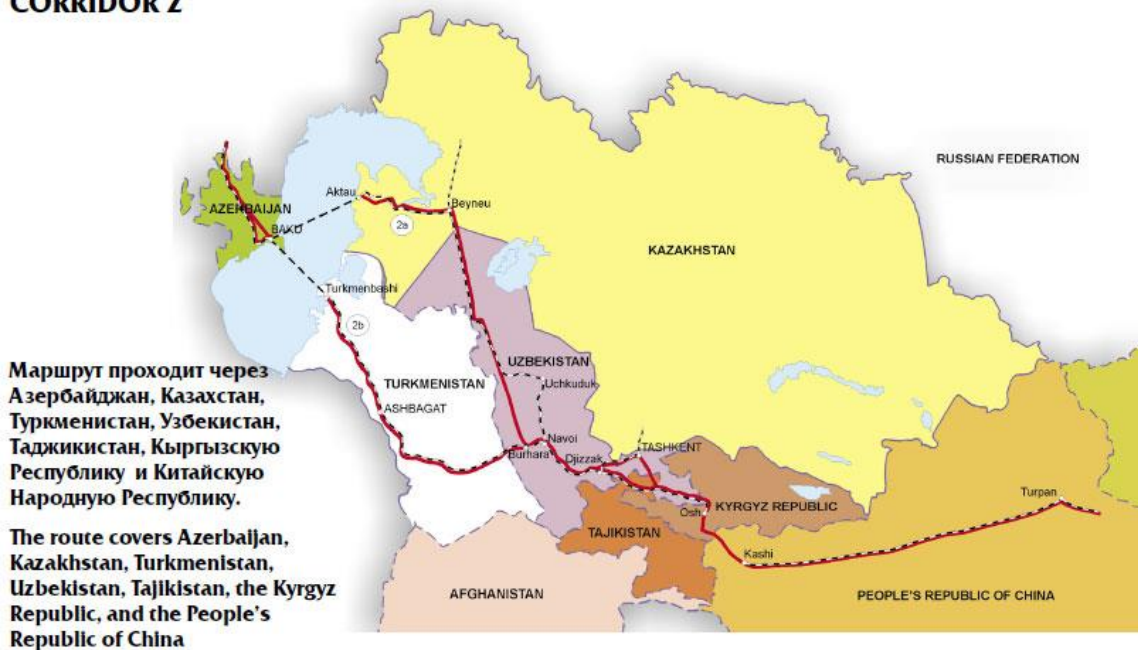 CORRIDOR 2
RUSSIAN FEDERATION
Aktau
Beyneu
AZERBAIJAN
2a
BAKU
KAZAKHSTAN
Turkmenbashi
2b
UZBEKISTAN
TURKMENISTAN
Uchkuduk
ASHBAGAT
Navoi
Burhara
Djizzak
TASHKENT
KYRGYZ REPUBLIC
Osh
Turpan
TAJIKISTAN
Kashi
AFGHANISTAN
PEOPLE'S REPUBLIC OF CHINA
Маршрут проходит через
Азербайджан, Казахстан,
Туркменистан, Узбекистан,
Таджикистан, Кыргызскую
Республику и Китайскую
Народную Республику.
The route covers Azerbaijan,
Kazakhstan, Turkmenistan,
Uzbekistan, Tajikistan, the Kyrgyz
Republic, and the People's
Republic of China